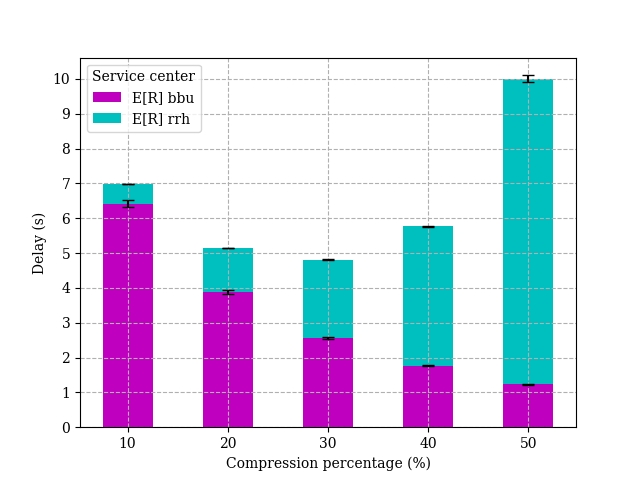 Service center
E[R] bbu
E[R] rrh
10
9
8
7
6
5
4
3
2
1
0
Delay (s)
10 20 30 40 50
Compression percentage (%)